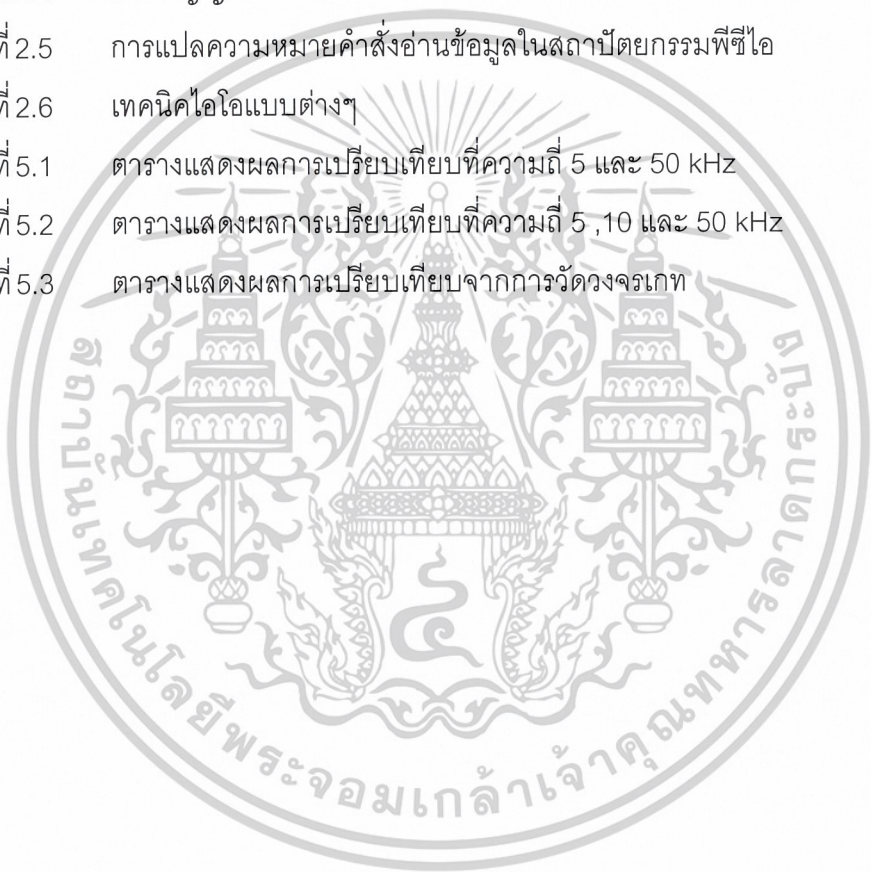 ที่ 2.5 การแปลความหมายคำสั่งอ่านข้อมูลในสถาปัตยกรรมพีซีไอ
ที่ 2.6 เทคนิคไอโอแบบต่างๆ
ที่ 5.1 ตารางแสดงผลการเปรียบเทียบที่ความถี่ 5 และ 50 kHz
ที่ 5.2 ตารางแสดงผลการเปรียบเทียบที่ความถี่ 5 ,10 และ 50 kHz
ที่ 5.3 ตารางแสดงผลการเปรียบเทียบจากการวัดวงจรเกท
สถาบันเทคโนโลยีพระจอมเกล้าเจ้าคุณทหารลาดกระบัง